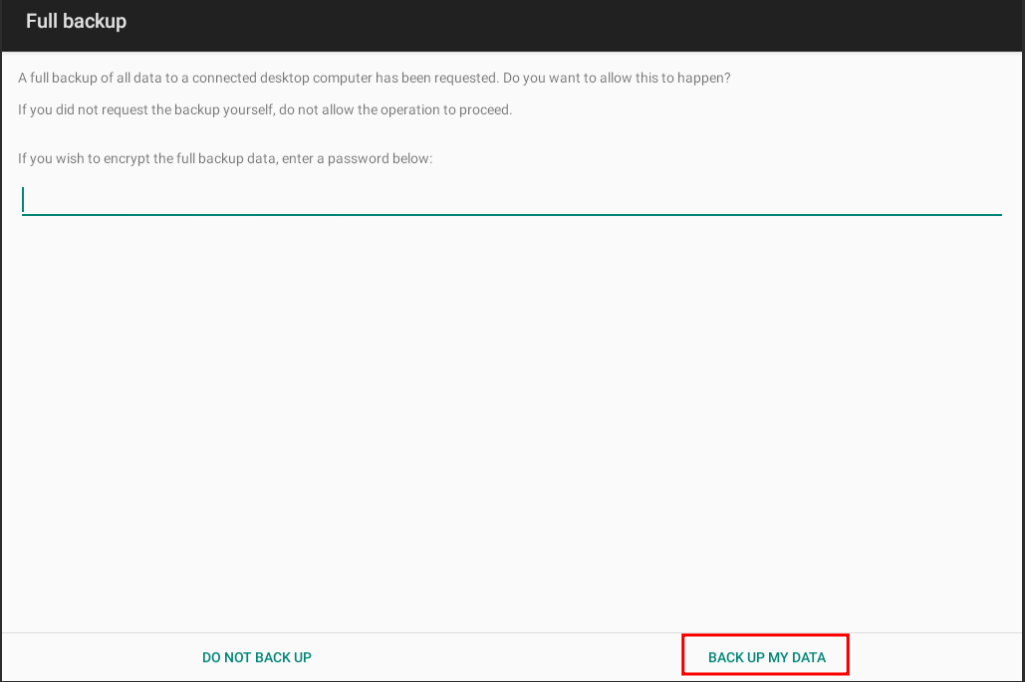 Full backup
A full backup of all data to a connected desktop computer has been requested. Do you want to allow this to happen?
If you did not request the backup yourself, do not allow the operation to proceed.
If you wish to encrypt the full backup data, enter a password below:
DO NOT BACK UP
BACK UP MY DATA